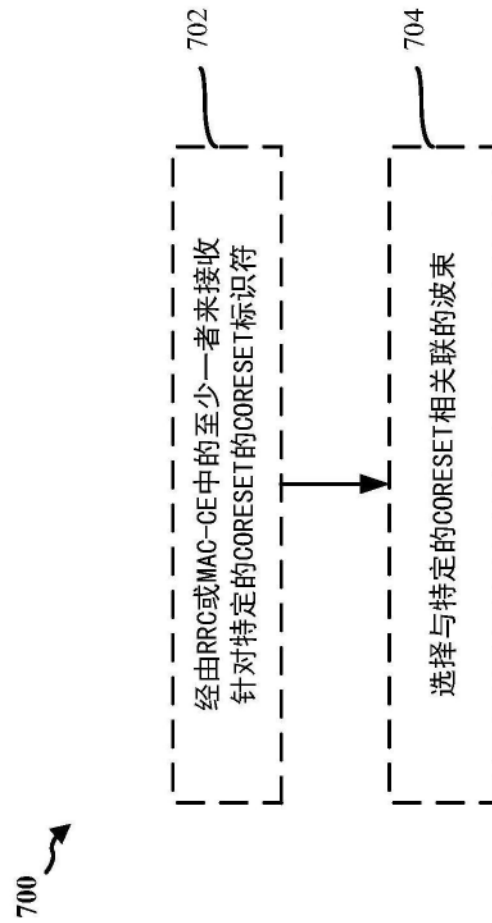 700
经由RRC或MAC-CE中的至少一者来接收
针对特定的CORESET的CORESET标识符
702
选择与特定的CORESET相关联的波束
704